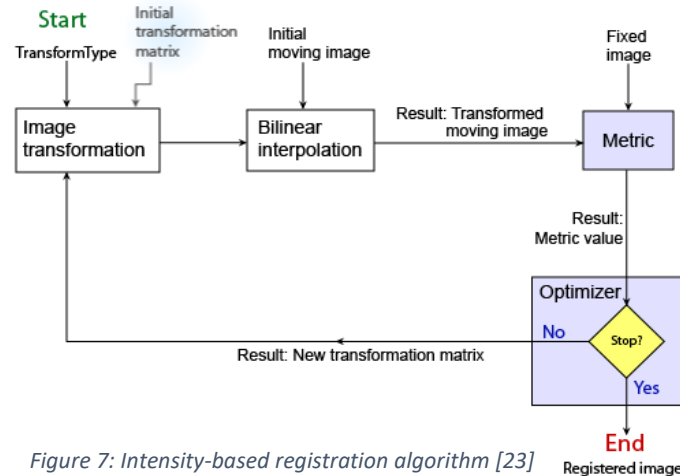 Start
TransformType
Initial
transformation
matrix
Initial
moving image
Fixed
image
Image
transformation
Bilinear
interpolation
Result: Transformed
moving image
Metric
Result:
Metric value
Optimizer
No
Stop?
Yes
Result: New transformation matrix
End
Registered image
Figure 7: Intensity-based registration algorithm [23]